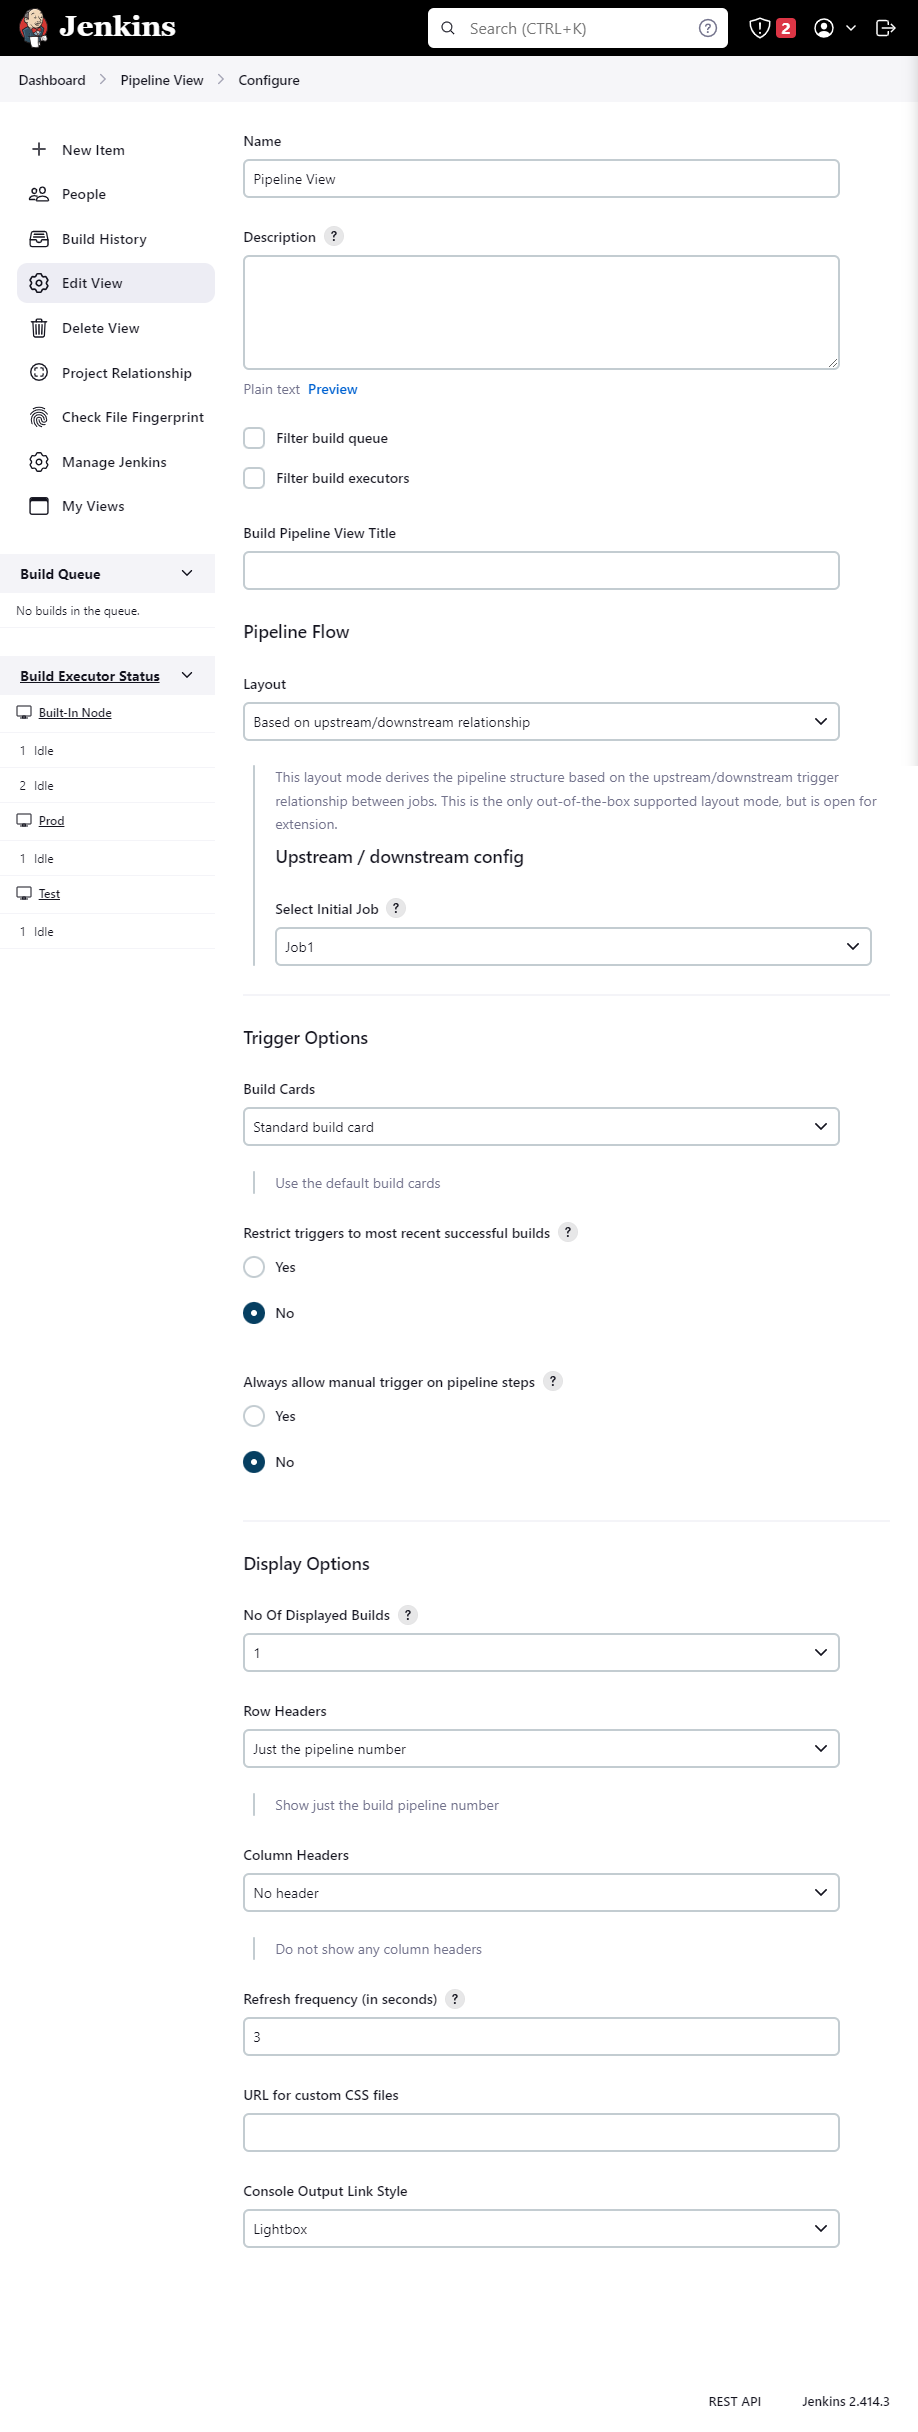 Jenkins
Search (CTRL+K)
?
2
Dashboard
Pipeline View
Configure
New Item
People
Build History
Edit View
Delete View
Project Relationship
Check File Fingerprint
Manage Jenkins
My Views
Build Queue
No builds in the queue.
Build Executor Status
Built-In Node
1 Idle
2 Idle
Prod
1 Idle
Test
1 Idle
Name
Pipeline View
Description ?
Plain text Preview
Filter build queue
Filter build executors
Build Pipeline View Title
Pipeline Flow
Layout
Based on upstream/downstream relationship
This layout mode derives the pipeline structure based on the upstream/downstream trigger
relationship between jobs. This is the only out-of-the-box supported layout mode, but is open for
extension.
Upstream / downstream config
Select Initial Job ?
Job1
Trigger Options
Build Cards
Standard build card
Use the default build cards
Restrict triggers to most recent successful builds ?
Yes
No
Always allow manual trigger on pipeline steps ?
Yes
No
Display Options
No Of Displayed Builds ?
1
Row Headers
Just the pipeline number
Show just the build pipeline number
Column Headers
No header
Do not show any column headers
Refresh frequency (in seconds) ?
3
URL for custom CSS files
Console Output Link Style
Lightbox
REST API
Jenkins 2.414.3